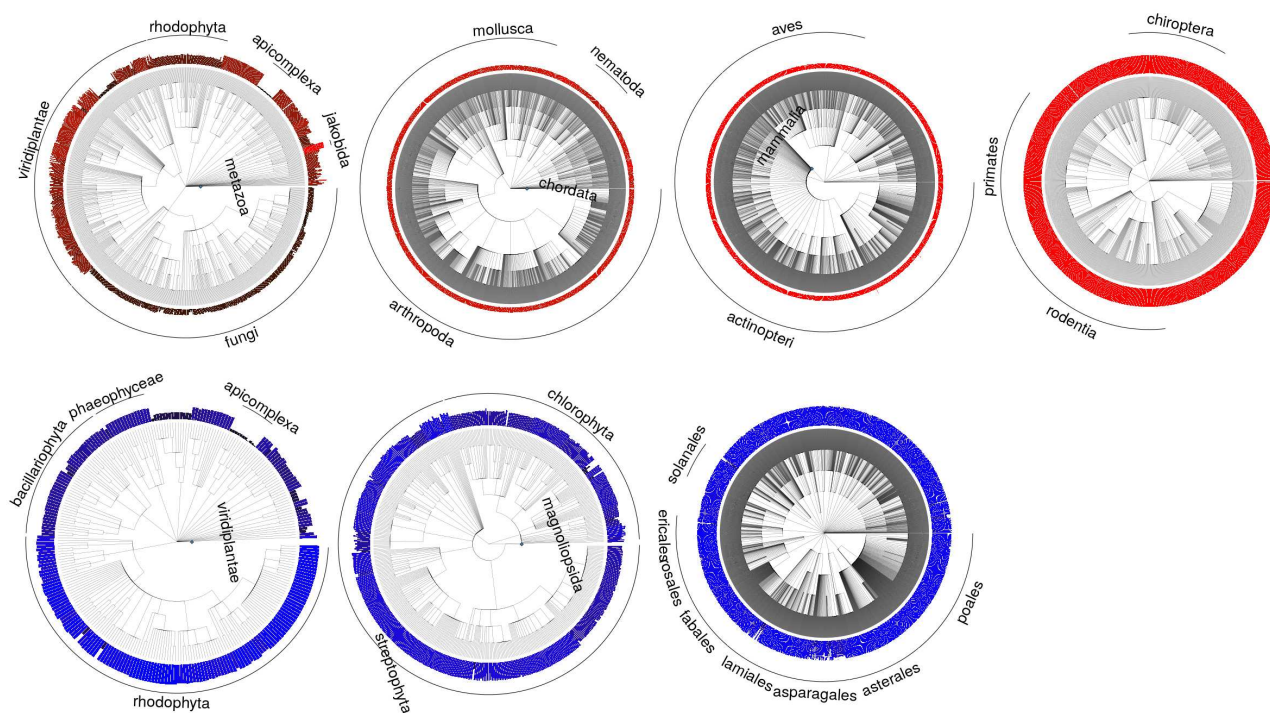 rhodophyta
apicomplexa
jakobida
viridiplantae
metazoa
fungi
mollusca
nematoda
chordata
arthropoda
aves
mammalia
actinopteri
chiroptera
primates
rodentia
phaeophyceae
apicomplexa
bacillariophyta
viridiplantae
rhodophyta
chlorophyta
magnoliopsida
streptophyta
solanales
ericales
rosales
fabales
lamiales
asparagales
asterales
poales